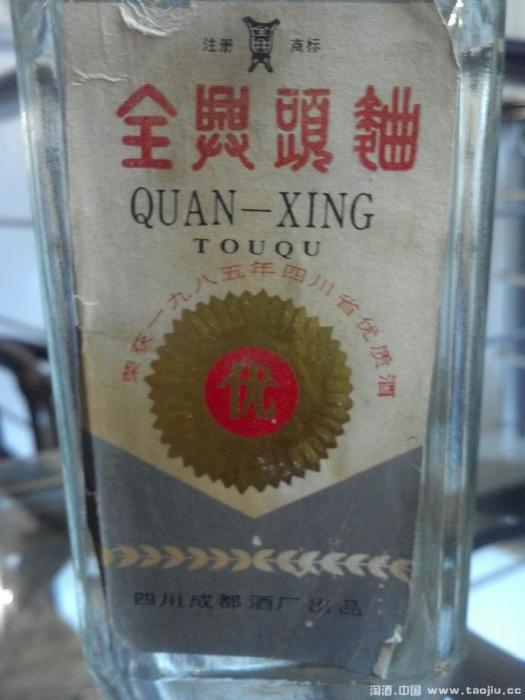 注册 商标
全興頭麯
QUAN—XING
TOUQU
荣获一九八五年四川省优质酒
优
四川成都酒厂出品
淘酒.中国 www.taojiu.cc